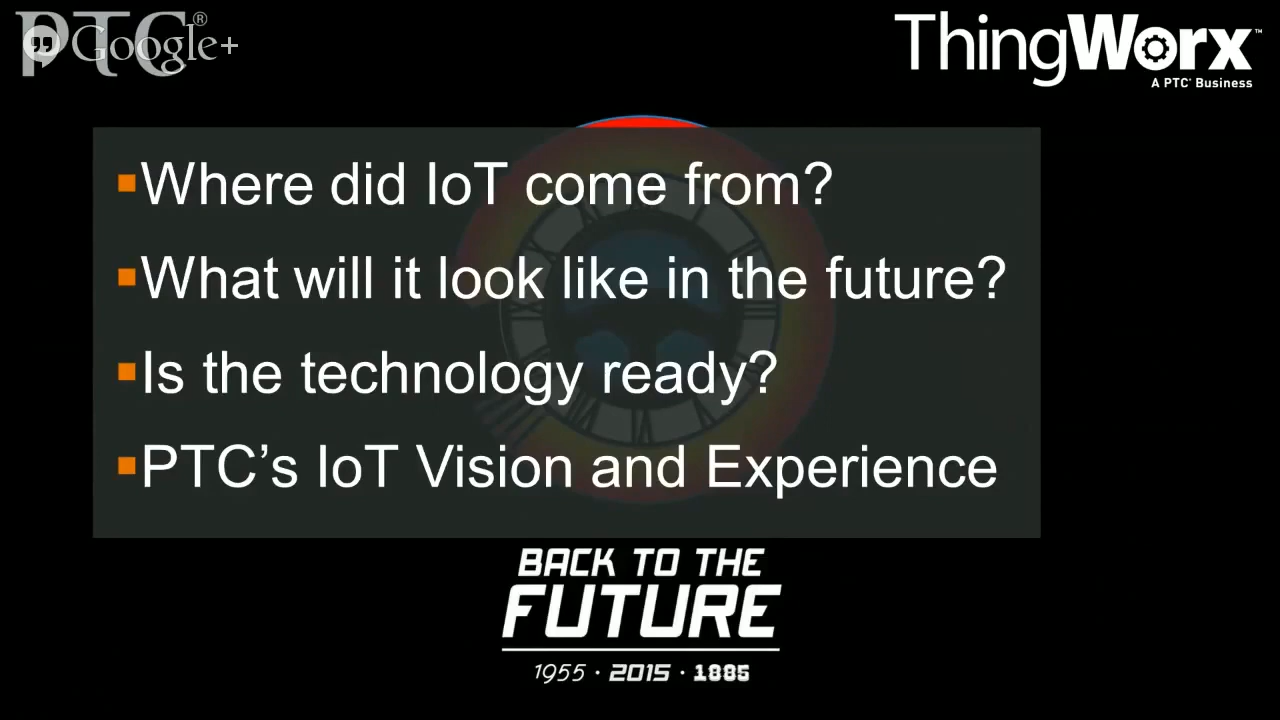 PTC®
Google+
ThingWorx™
A PTC® Business
▪Where did IoT come from?
▪What will it look like in the future?
▪Is the technology ready?
▪PTC’s IoT Vision and Experience
BACK TO THE
FUTURE
1955 · 2015 · 1885